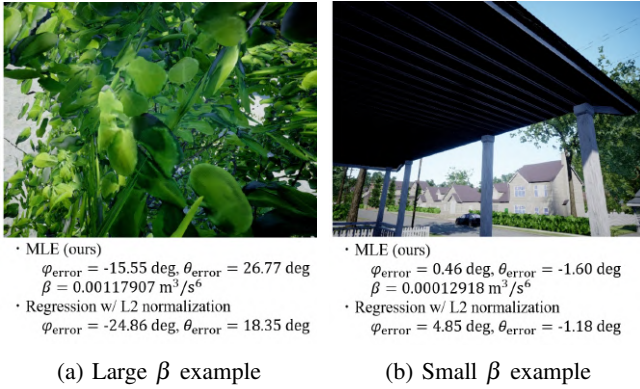 ・MLE (ours)
φerror = -15.55 deg, θerror = 26.77 deg
β = 0.00117907 m³/s⁶
・Regression w/ L2 normalization
φerror = -24.86 deg, θerror = 18.35 deg
(a) Large β example
・MLE (ours)
φerror = 0.46 deg, θerror = -1.60 deg
β = 0.00012918 m³/s⁶
・Regression w/ L2 normalization
φerror = 4.85 deg, θerror = -1.18 deg
(b) Small β example